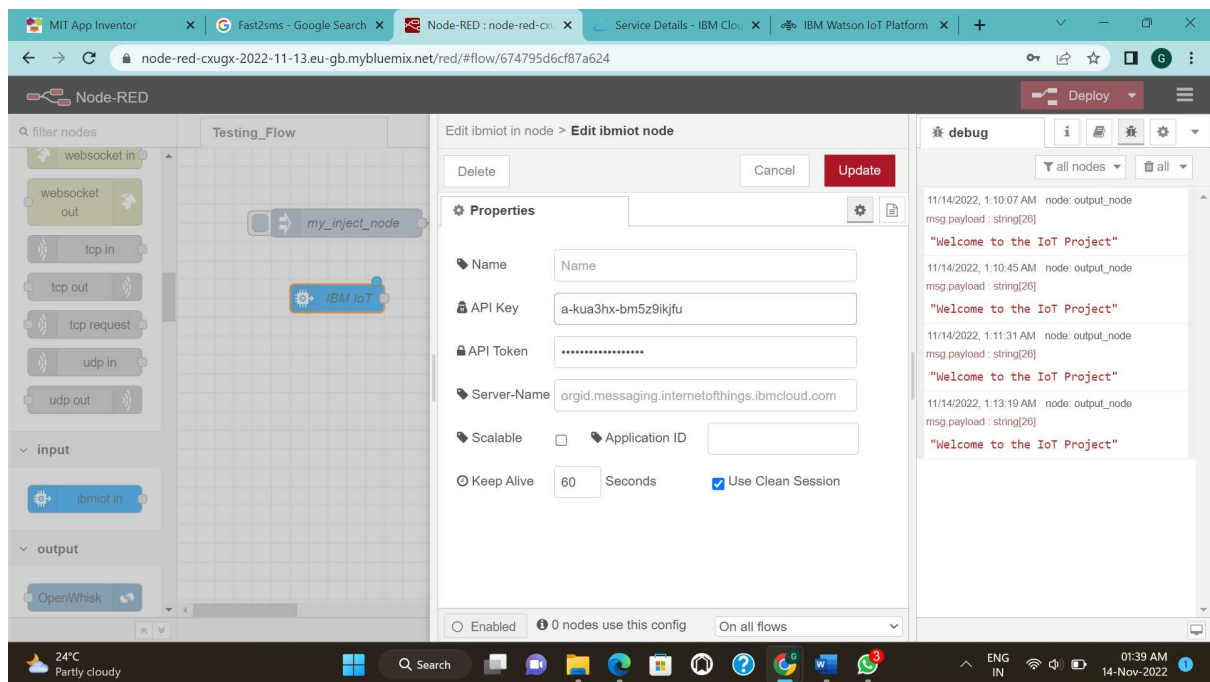 MIT App Inventor
Fast2sms - Google Search
Node-RED : node-red-cxu
Service Details - IBM Clou
IBM Watson IoT Platform
node-red-cxugx-2022-11-13.eu-gb.mybluemix.net/red/#flow/674795d6cf87a624
G
Node-RED
Deploy
filter nodes
websocket in
websocket
out
tcp in
tcp out
tcp request
udp in
udp out
input
ibmiot in
output
OpenWhisk
Testing_Flow
my_inject_node
IBM IoT
Edit ibmiot in node > Edit ibmiot node
Delete
Cancel
Update
Properties
Name
Name
API Key
a-kua3hx-bm5z9ikjfu
API Token
••••••••••••••••••
Server-Name
orgid.messaging.internetofthings.ibmcloud.com
Scalable
Application ID
Keep Alive
60
Seconds
Use Clean Session
Enabled
0 nodes use this config
On all flows
debug
i
all nodes
all
11/14/2022, 1:10:07 AM node: output_node
msg.payload : string[26]
"Welcome to the IoT Project"
11/14/2022, 1:10:45 AM node: output_node
msg.payload : string[26]
"Welcome to the IoT Project"
11/14/2022, 1:11:31 AM node: output_node
msg.payload : string[26]
"Welcome to the IoT Project"
11/14/2022, 1:13:19 AM node: output_node
msg.payload : string[26]
"Welcome to the IoT Project"
24°C
Partly cloudy
Search
3
ENG
IN
01:39 AM
14-Nov-2022
1